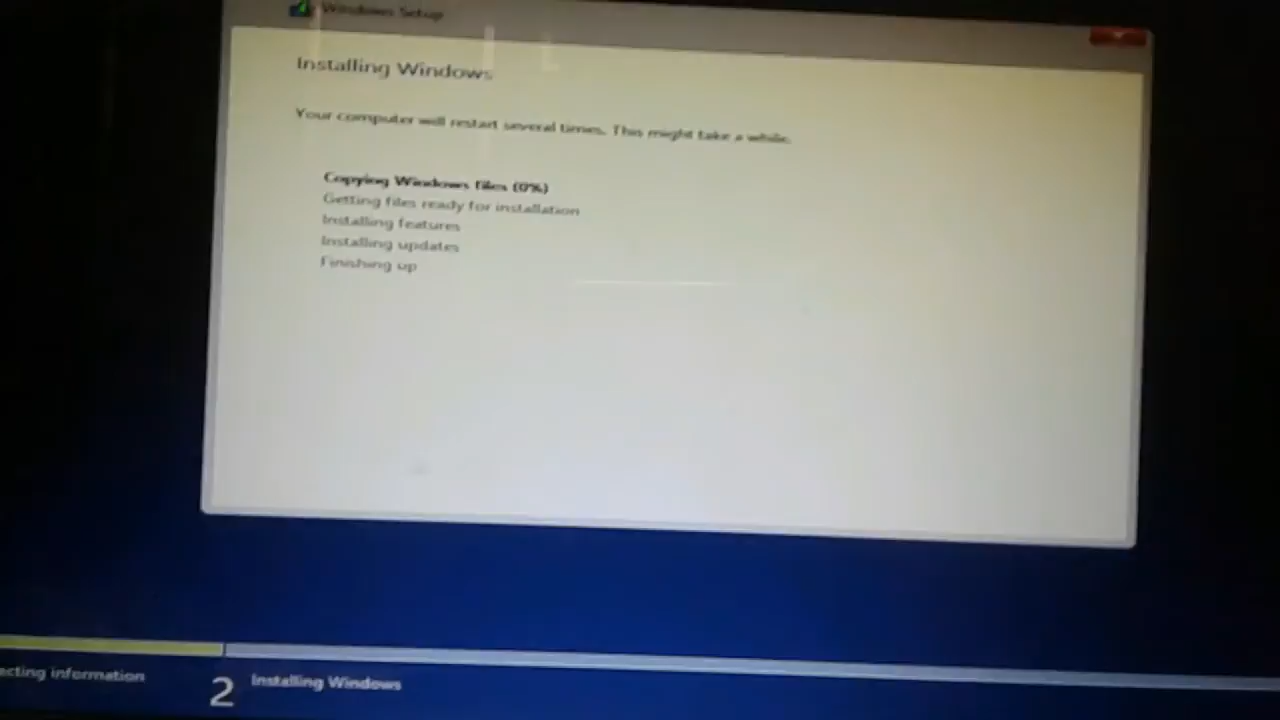 Windows Setup
Installing Windows
Your computer will restart several times. This might take a while.
Copying Windows files (0%)
Getting files ready for installation
Installing features
Installing updates
Finishing up
ecting information
2 Installing Windows